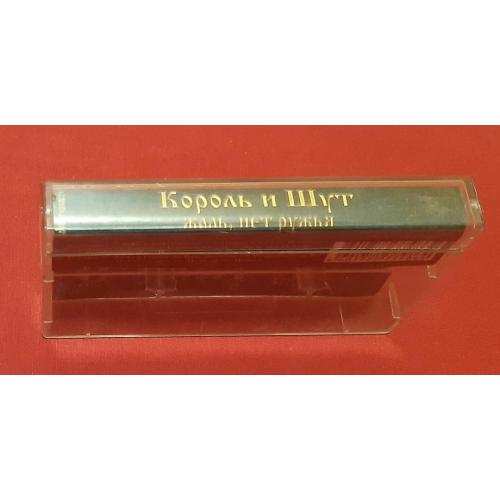 Король и Шут
жаль, нет ружья